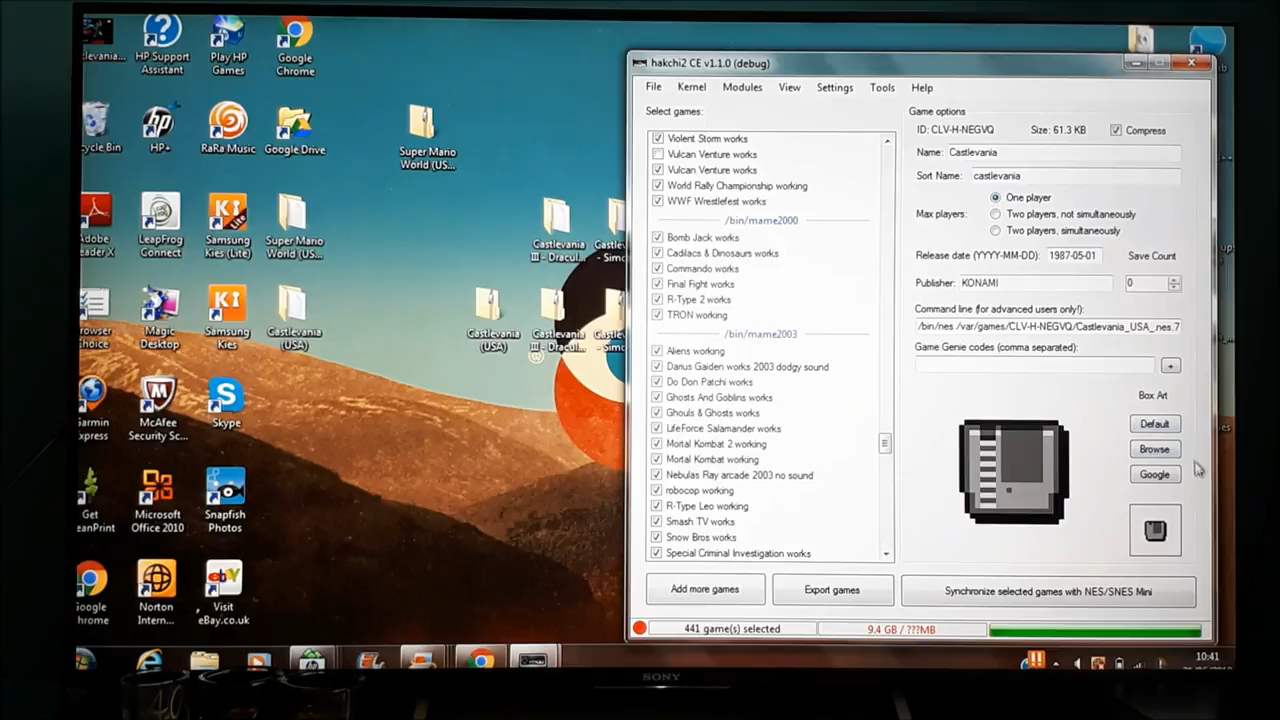 HP Support
Assistant
Play HP
Games
Google
Chrome
HP+
RaRa Music
Google Drive
Super Mario
World (US...
Adobe
LeapFrog
Connect
Samsung
Kies (Lite)
Super Mario
World (US...
Castlevania
III - Dracul...
Magic
Desktop
Samsung
Kies
Castlevania
(USA)
Castlevania
(USA)
Castlevania
III - Dracul...
McAfee
Security Sc...
Skype
Get
Microsoft
Office 2010
Snapfish
Photos
Norton
Intern...
Visit
eBay.co.uk
hakchi2 CE v1.1.0 (debug)
File Kernel Modules View Settings Tools Help
Select games:
Violent Storm works
Vulcan Venture works
Vulcan Venture works
World Rally Championship working
WWF Wrestlefest works
/bin/mame2000
Bomb Jack works
Cadilacs & Dinosaurs works
Commando works
Final Fight works
R-Type 2 works
TRON working
/bin/mame2003
Aliens working
Darius Gaiden works 2003 dodgy sound
Do Don Patchi works
Ghosts And Goblins works
Ghouls & Ghosts works
LifeForce Salamander works
Mortal Kombat 2 working
Mortal Kombat working
Nebulas Ray arcade 2003 no sound
robocop working
R-Type Leo working
Smash TV works
Snow Bros works
Special Criminal Investigation works
Add more games
Export games
441 game(s) selected
9.4 GB / ???MB
Game options
ID: CLV-H-NEGVQ Size: 61.3 KB Compress
Name: Castlevania
Sort Name: castlevania
One player
Max players: Two players, not simultaneously
Two players, simultaneously
Release date (YYYY-MM-DD): 1987-05-01 Save Count
Publisher: KONAMI 0
Command line (for advanced users only!):
/bin/nes /var/games/CLV-H-NEGVQ/Castlevania_USA_.nes.7
Game Genie codes (comma separated):
+
Box Art
Default
Browse
Google
Synchronize selected games with NES/SNES Mini
10:41
SONY